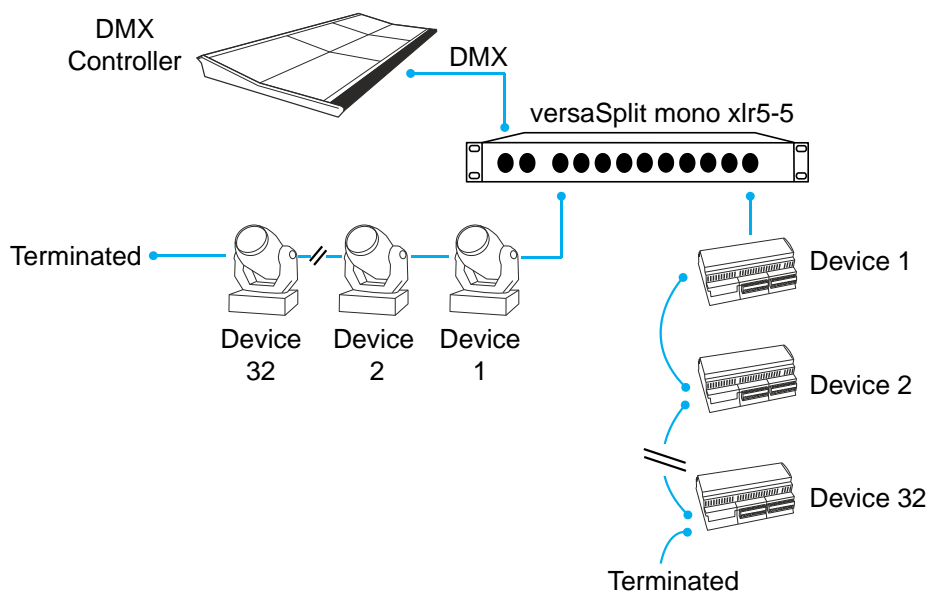 DMX
Controller
DMX
versaSplit mono xlr5-5
Terminated
Device
32
Device
2
Device
1
Device 1
Device 2
Device 32
Terminated